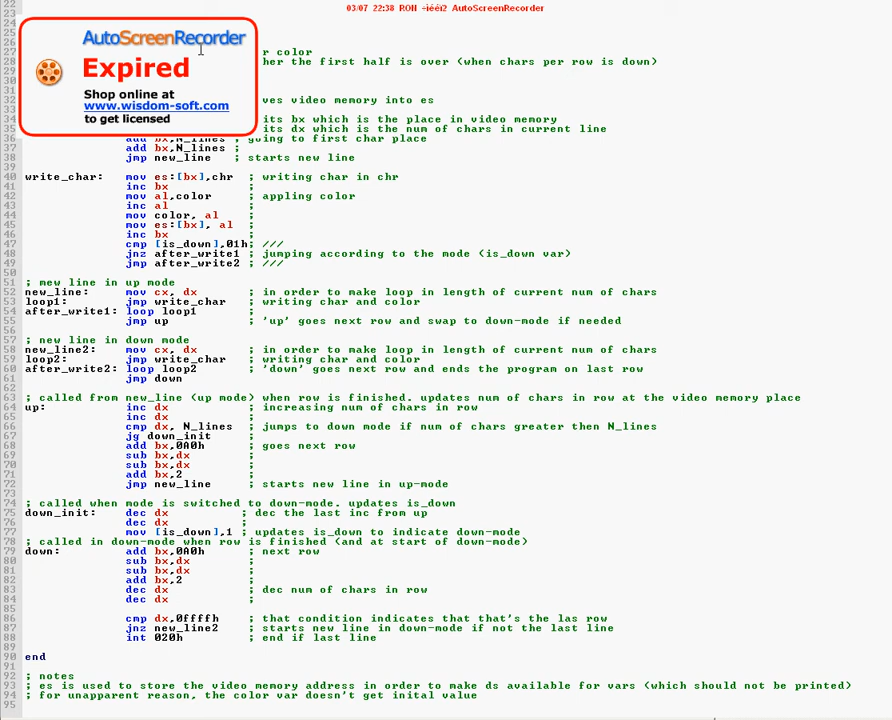 03/07 22:38 RON ÷ìéëï2 AutoScreenRecorder
22
23
AutoScreenRecorder
Expired
Shop online at
www.wisdom-soft.com
to get licensed
24
25
26
27 r color
28 her the first half is over (when chars per row is down)
29
30
31
32 ves video memory into es
33
34 its bx which is the place in video memory
35 its dx which is the num of chars in current line
36 add bx,N_lines ; going to first char place
37 add bx,N_lines ;
38 jmp new_line ; starts new line
39
40 write_char: mov es:[bx],chr ; writing char in chr
41 inc bx ;
42 mov al,color ; appling color
43 inc al ;
44 mov color, al ;
45 mov es:[bx], al ;
46 inc bx ;
47 cmp [is_down],01h; ///
48 jnz after_write1 ; jumping according to the mode (is_down var)
49 jmp after_write2 ; ///
50
51 ; mew line in up mode
52 new_line: mov cx, dx ; in order to make loop in length of current num of chars
53 loop1: jmp write_char ; writing char and color
54 after_write1: loop loop1 ;
55 jmp up ; 'up' goes next row and swap to down-mode if needed
56
57 ; new line in down mode
58 new_line2: mov cx, dx ; in order to make loop in length of current num of chars
59 loop2: jmp write_char ; writing char and color
60 after_write2: loop loop2 ; 'down' goes next row and ends the program on last row
61 jmp down ;
62
63 ; called from new_line (up mode) when row is finished. updates num of chars in row at the video memory place
64 up: inc dx ; increasing num of chars in row
65 inc dx ;
66 cmp dx, N_lines ; jumps to down mode if num of chars greater then N_lines
67 jg down_init ;
68 add bx,0A0h ; goes next row
69 sub bx,dx ;
70 sub bx,dx ;
71 add bx,2 ;
72 jmp new_line ; starts new line in up-mode
73
74 ; called when mode is switched to down-mode. updates is_down
75 down_init: dec dx ; dec the last inc from up
76 dec dx ;
77 mov [is_down],1 ; updates is_down to indicate down-mode
78 ; called in down-mode when row is finished (and at start of down-mode)
79 down: add bx,0A0h ; next row
80 sub bx,dx ;
81 sub bx,dx ;
82 add bx,2 ;
83 dec dx ; dec num of chars in row
84 dec dx ;
85
86 cmp dx,0ffffh ; that condition indicates that that's the las row
87 jnz new_line2 ; starts new line in down-mode if not the last line
88 int 020h ; end if last line
89
90 end
91
92 ; notes
93 ; es is used to store the video memory address in order to make ds available for vars (which should not be printed)
94 ; for unapparent reason, the color var doesn't get inital value
95